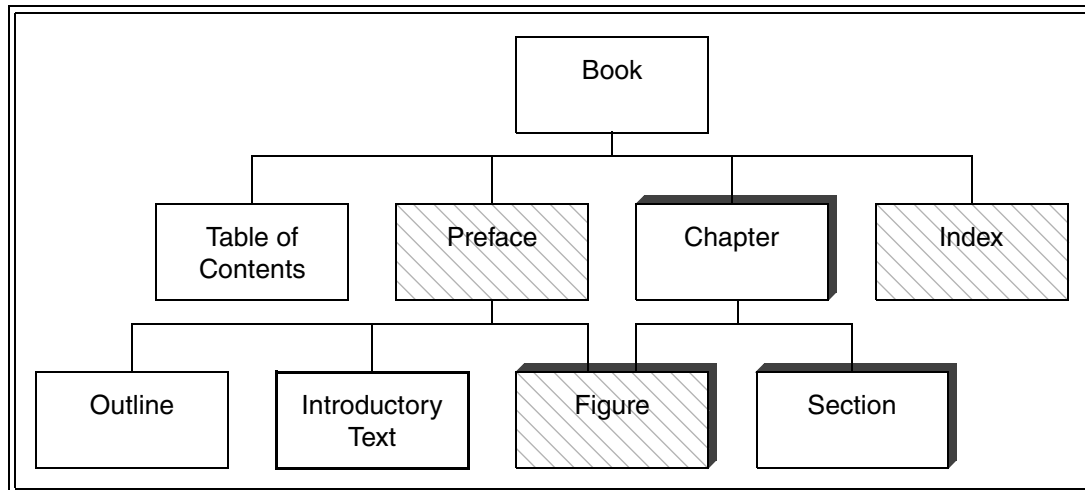 Book
Table of
Contents
Preface
Chapter
Index
Outline
Introductory
Text
Figure
Section